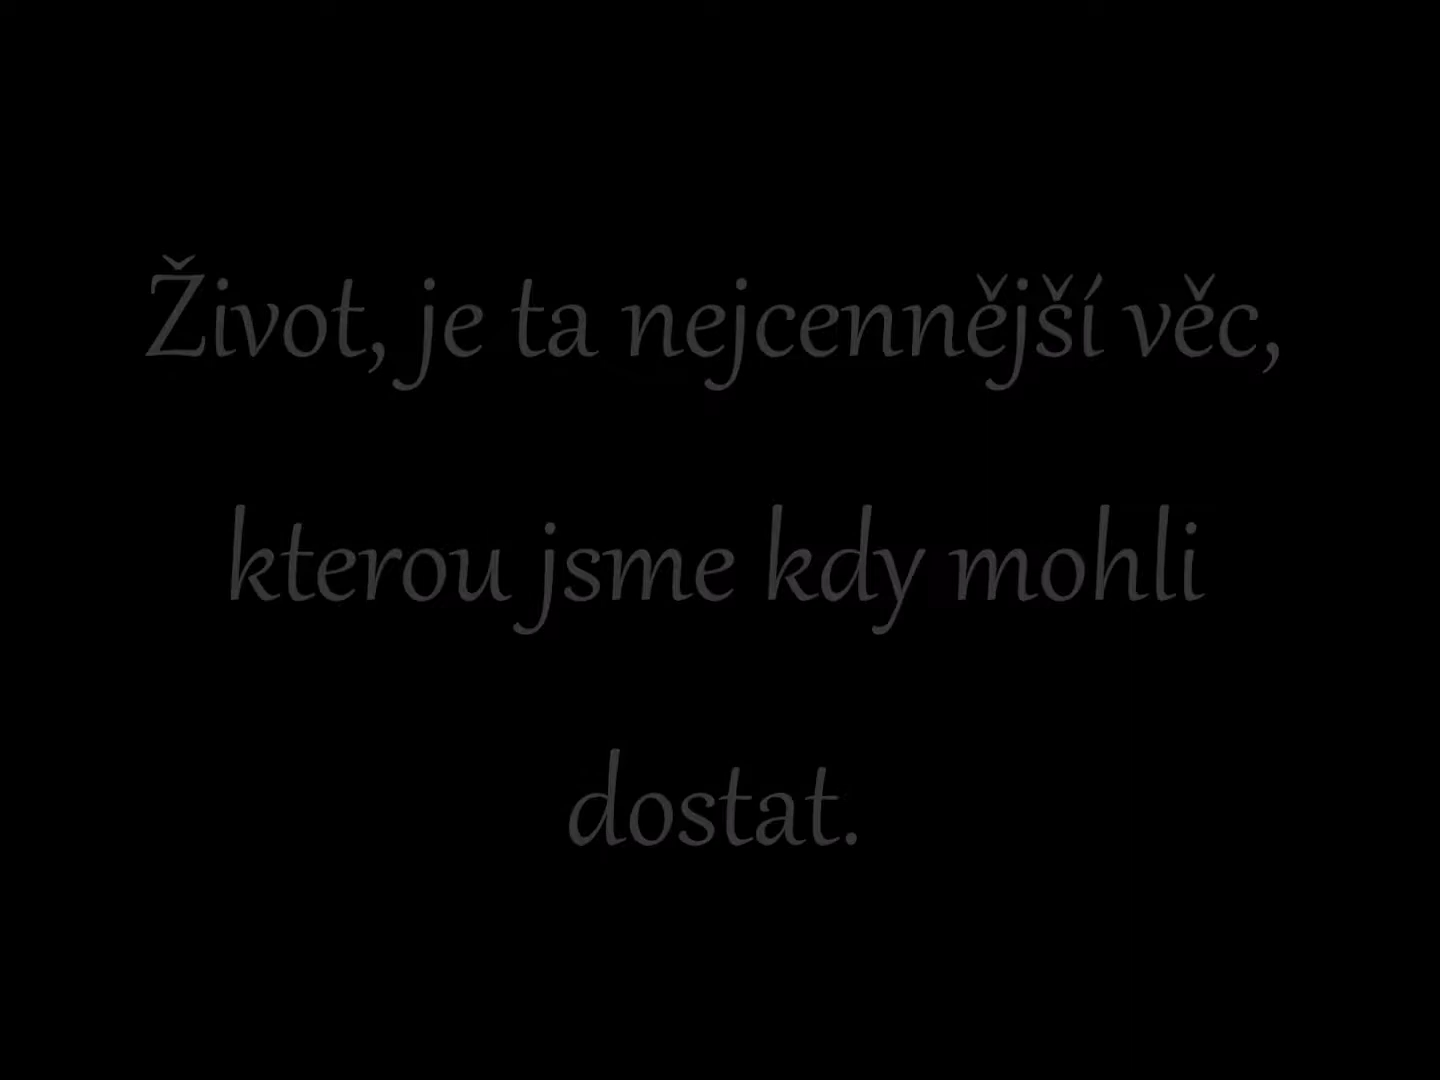 Život, je ta nejcennější věc,
kterou jsme kdy mohli
dostat.